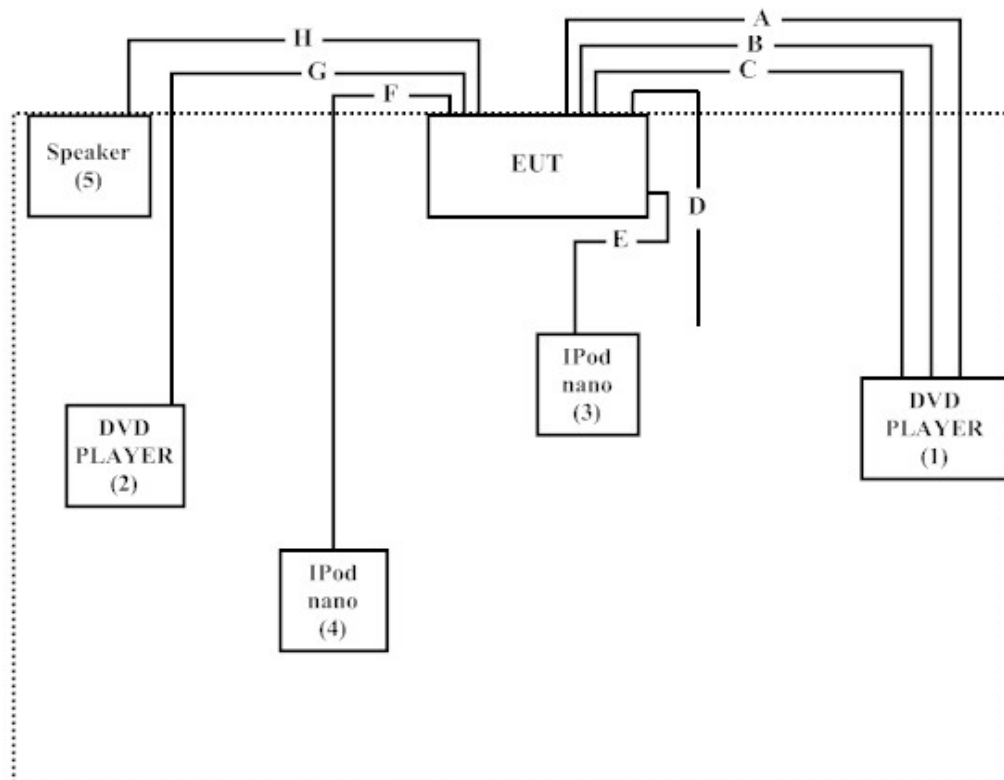 A
H
B
G
C
F
Speaker
(5)
EUT
D
E
IPod
nano
(3)
DVD
PLAYER
(1)
DVD
PLAYER
(2)
IPod
nano
(4)